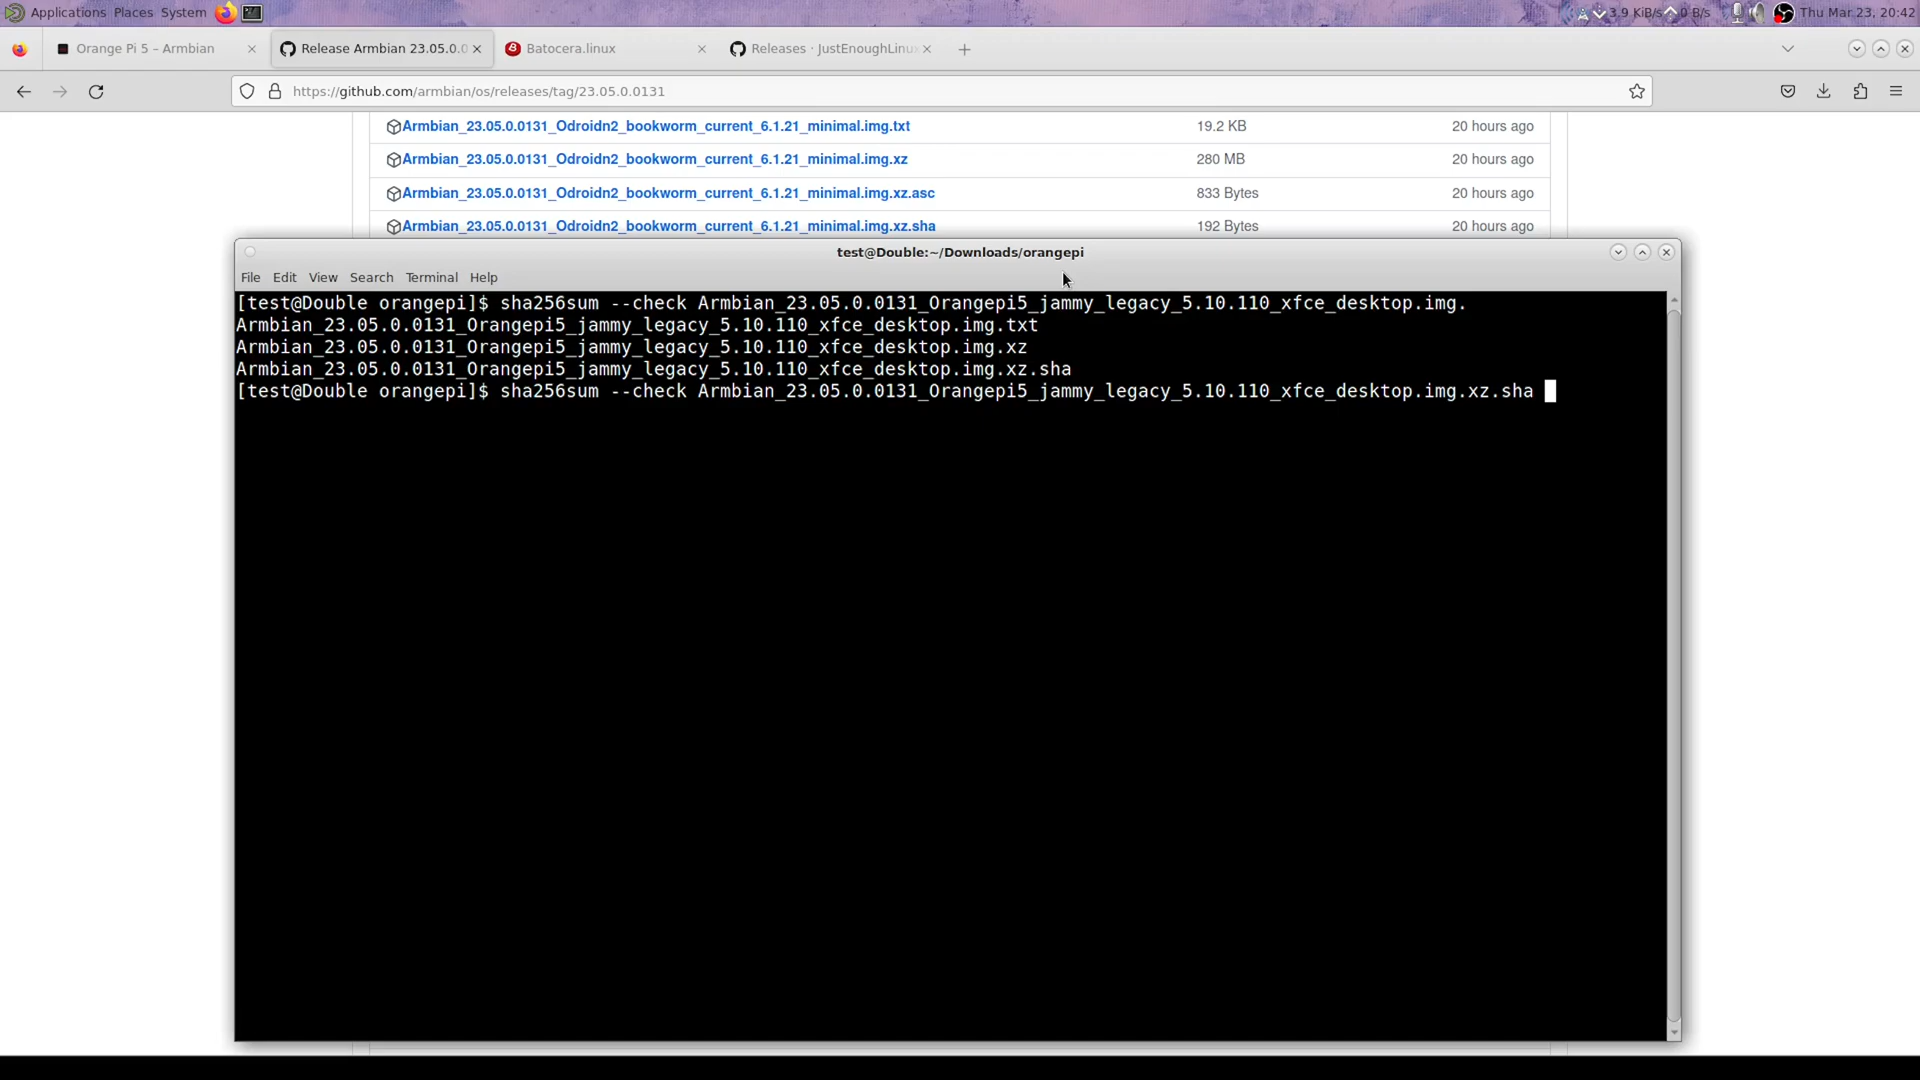 Applications Places System 3.9 KiB/s 0 B/s Thu Mar 23, 20:42
Orange Pi 5 – Armbian Release Armbian 23.05.0.0 Batocera.linux Releases · JustEnoughLinu
https://github.com/armbian/os/releases/tag/23.05.0.0131
Armbian_23.05.0.0131_Odroidn2_bookworm_current_6.1.21_minimal.img.txt 19.2 KB 20 hours ago
Armbian_23.05.0.0131_Odroidn2_bookworm_current_6.1.21_minimal.img.xz 280 MB 20 hours ago
Armbian_23.05.0.0131_Odroidn2_bookworm_current_6.1.21_minimal.img.xz.asc 833 Bytes 20 hours ago
Armbian_23.05.0.0131_Odroidn2_bookworm_current_6.1.21_minimal.img.xz.sha 192 Bytes 20 hours ago
test@Double:~/Downloads/orangepi
File Edit View Search Terminal Help
[test@Double orangepi]$ sha256sum --check Armbian_23.05.0.0131_Orangepi5_jammy_legacy_5.10.110_xfce_desktop.img.
Armbian_23.05.0.0131_Orangepi5_jammy_legacy_5.10.110_xfce_desktop.img.txt
Armbian_23.05.0.0131_Orangepi5_jammy_legacy_5.10.110_xfce_desktop.img.xz
Armbian_23.05.0.0131_Orangepi5_jammy_legacy_5.10.110_xfce_desktop.img.xz.sha
[test@Double orangepi]$ sha256sum --check Armbian_23.05.0.0131_Orangepi5_jammy_legacy_5.10.110_xfce_desktop.img.xz.sha